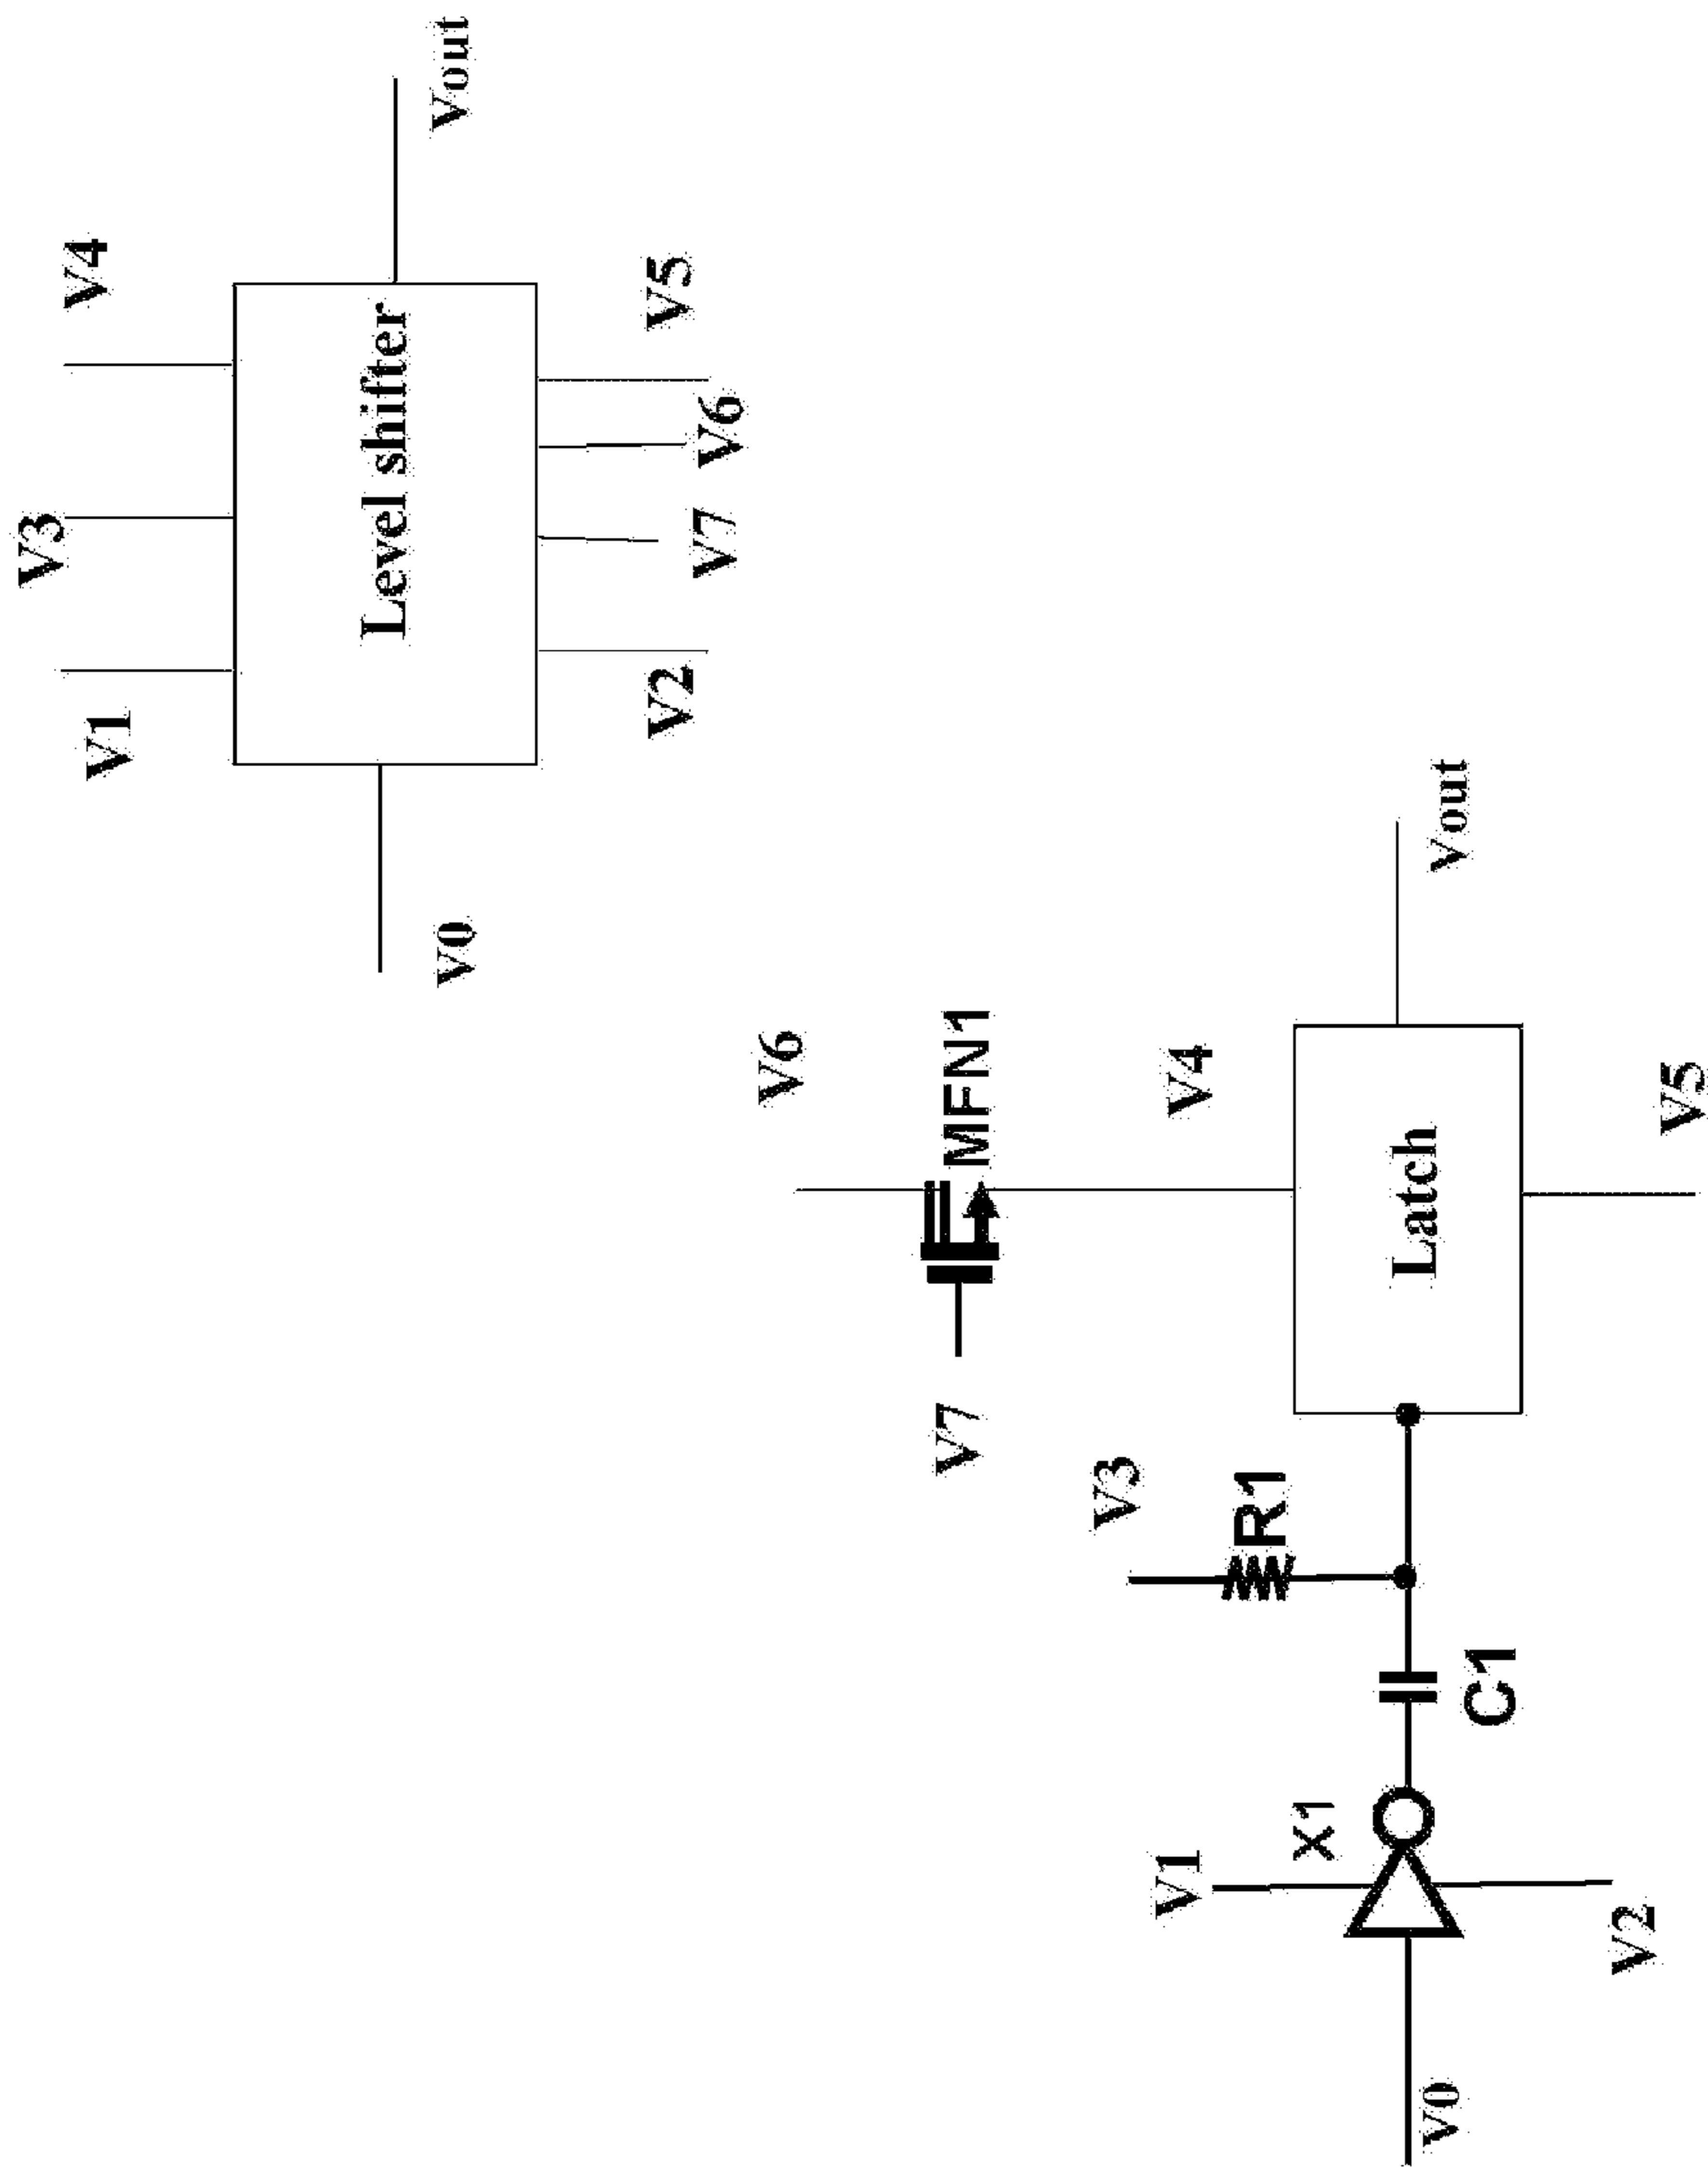 V3
V1
V4
Level shifter
V0
Vout
V2
V7
V6
V5
V6
V7
MFN1
V3
V1
V4
R1
X1
Latch
V0
Vout
C1
V2
V5